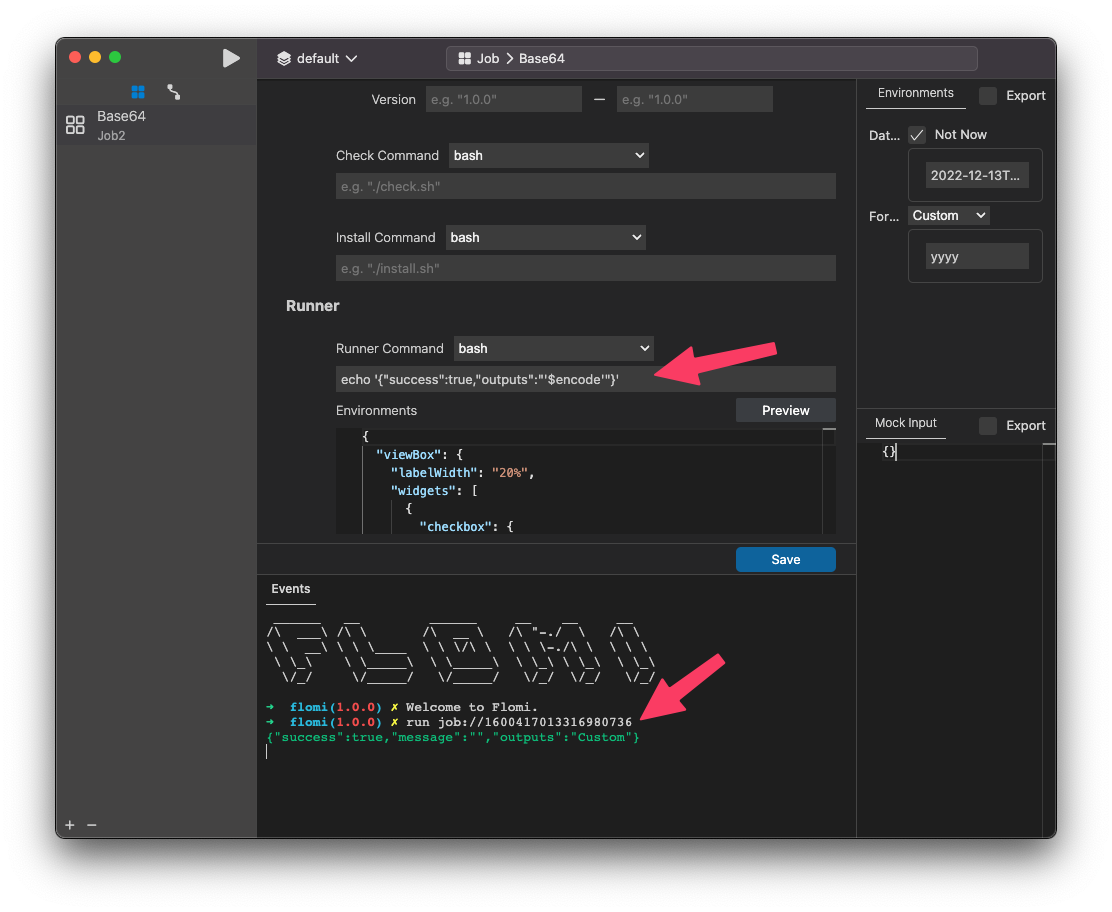 default
Job > Base64
Base64
Job2
Version e.g. "1.0.0" — e.g. "1.0.0"
Check Command bash
e.g. "./check.sh"
Install Command bash
e.g. "./install.sh"
Runner
Runner Command bash
echo '{"success":true,"outputs":"'$encode'"}'
Environments Preview
{
"viewBox": {
"labelWidth": "20%",
"widgets": [
{
"checkbox": {
Save
Events
FLOMI
➜ flomi(1.0.0) ✗ Welcome to Flomi.
➜ flomi(1.0.0) ✗ run job://1600417013316980736
{"success":true,"message":"","outputs":"Custom"}
Environments Export
Dat... Not Now
2022-12-13T...
For... Custom
yyyy
Mock Input Export
{}
+ −